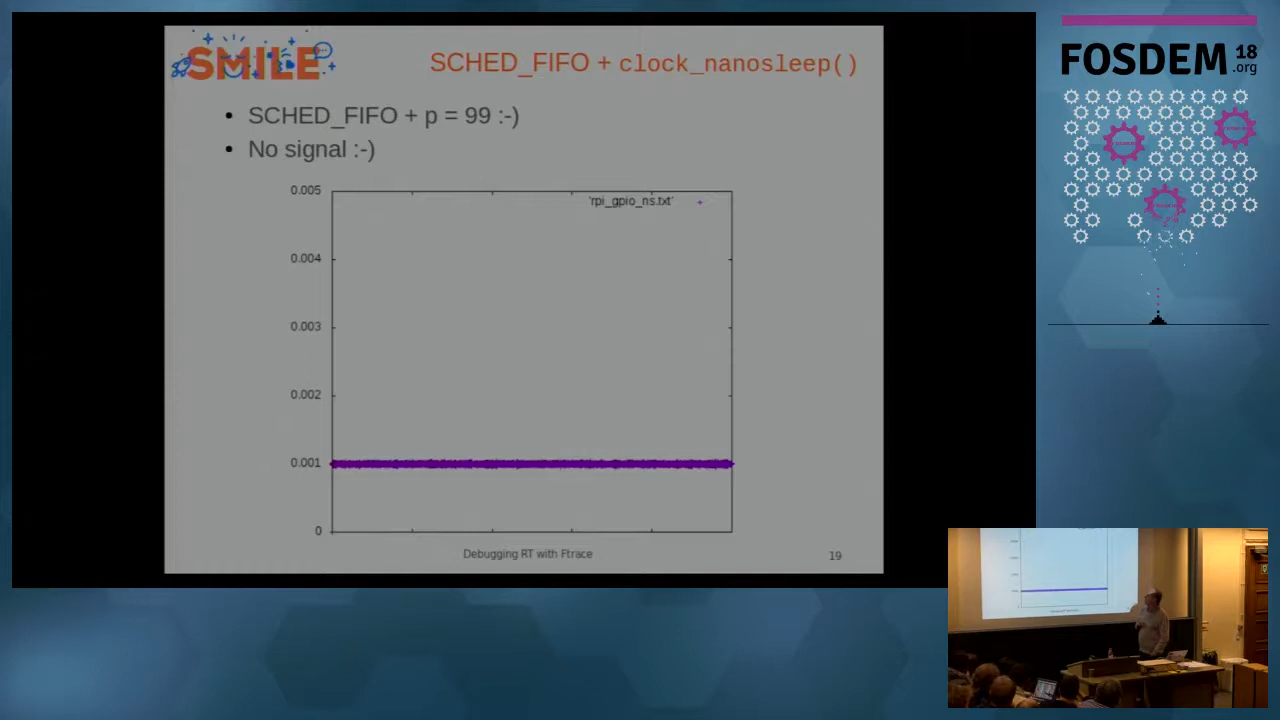 SMILE
SCHED_FIFO + clock_nanosleep()
SCHED_FIFO + p = 99 :-)
No signal :-)
0.005
'rpi_gpio_ns.txt'
0.004
0.003
0.002
0.001
0
Debugging RT with Ftrace
19
FOSDEM 18
.org